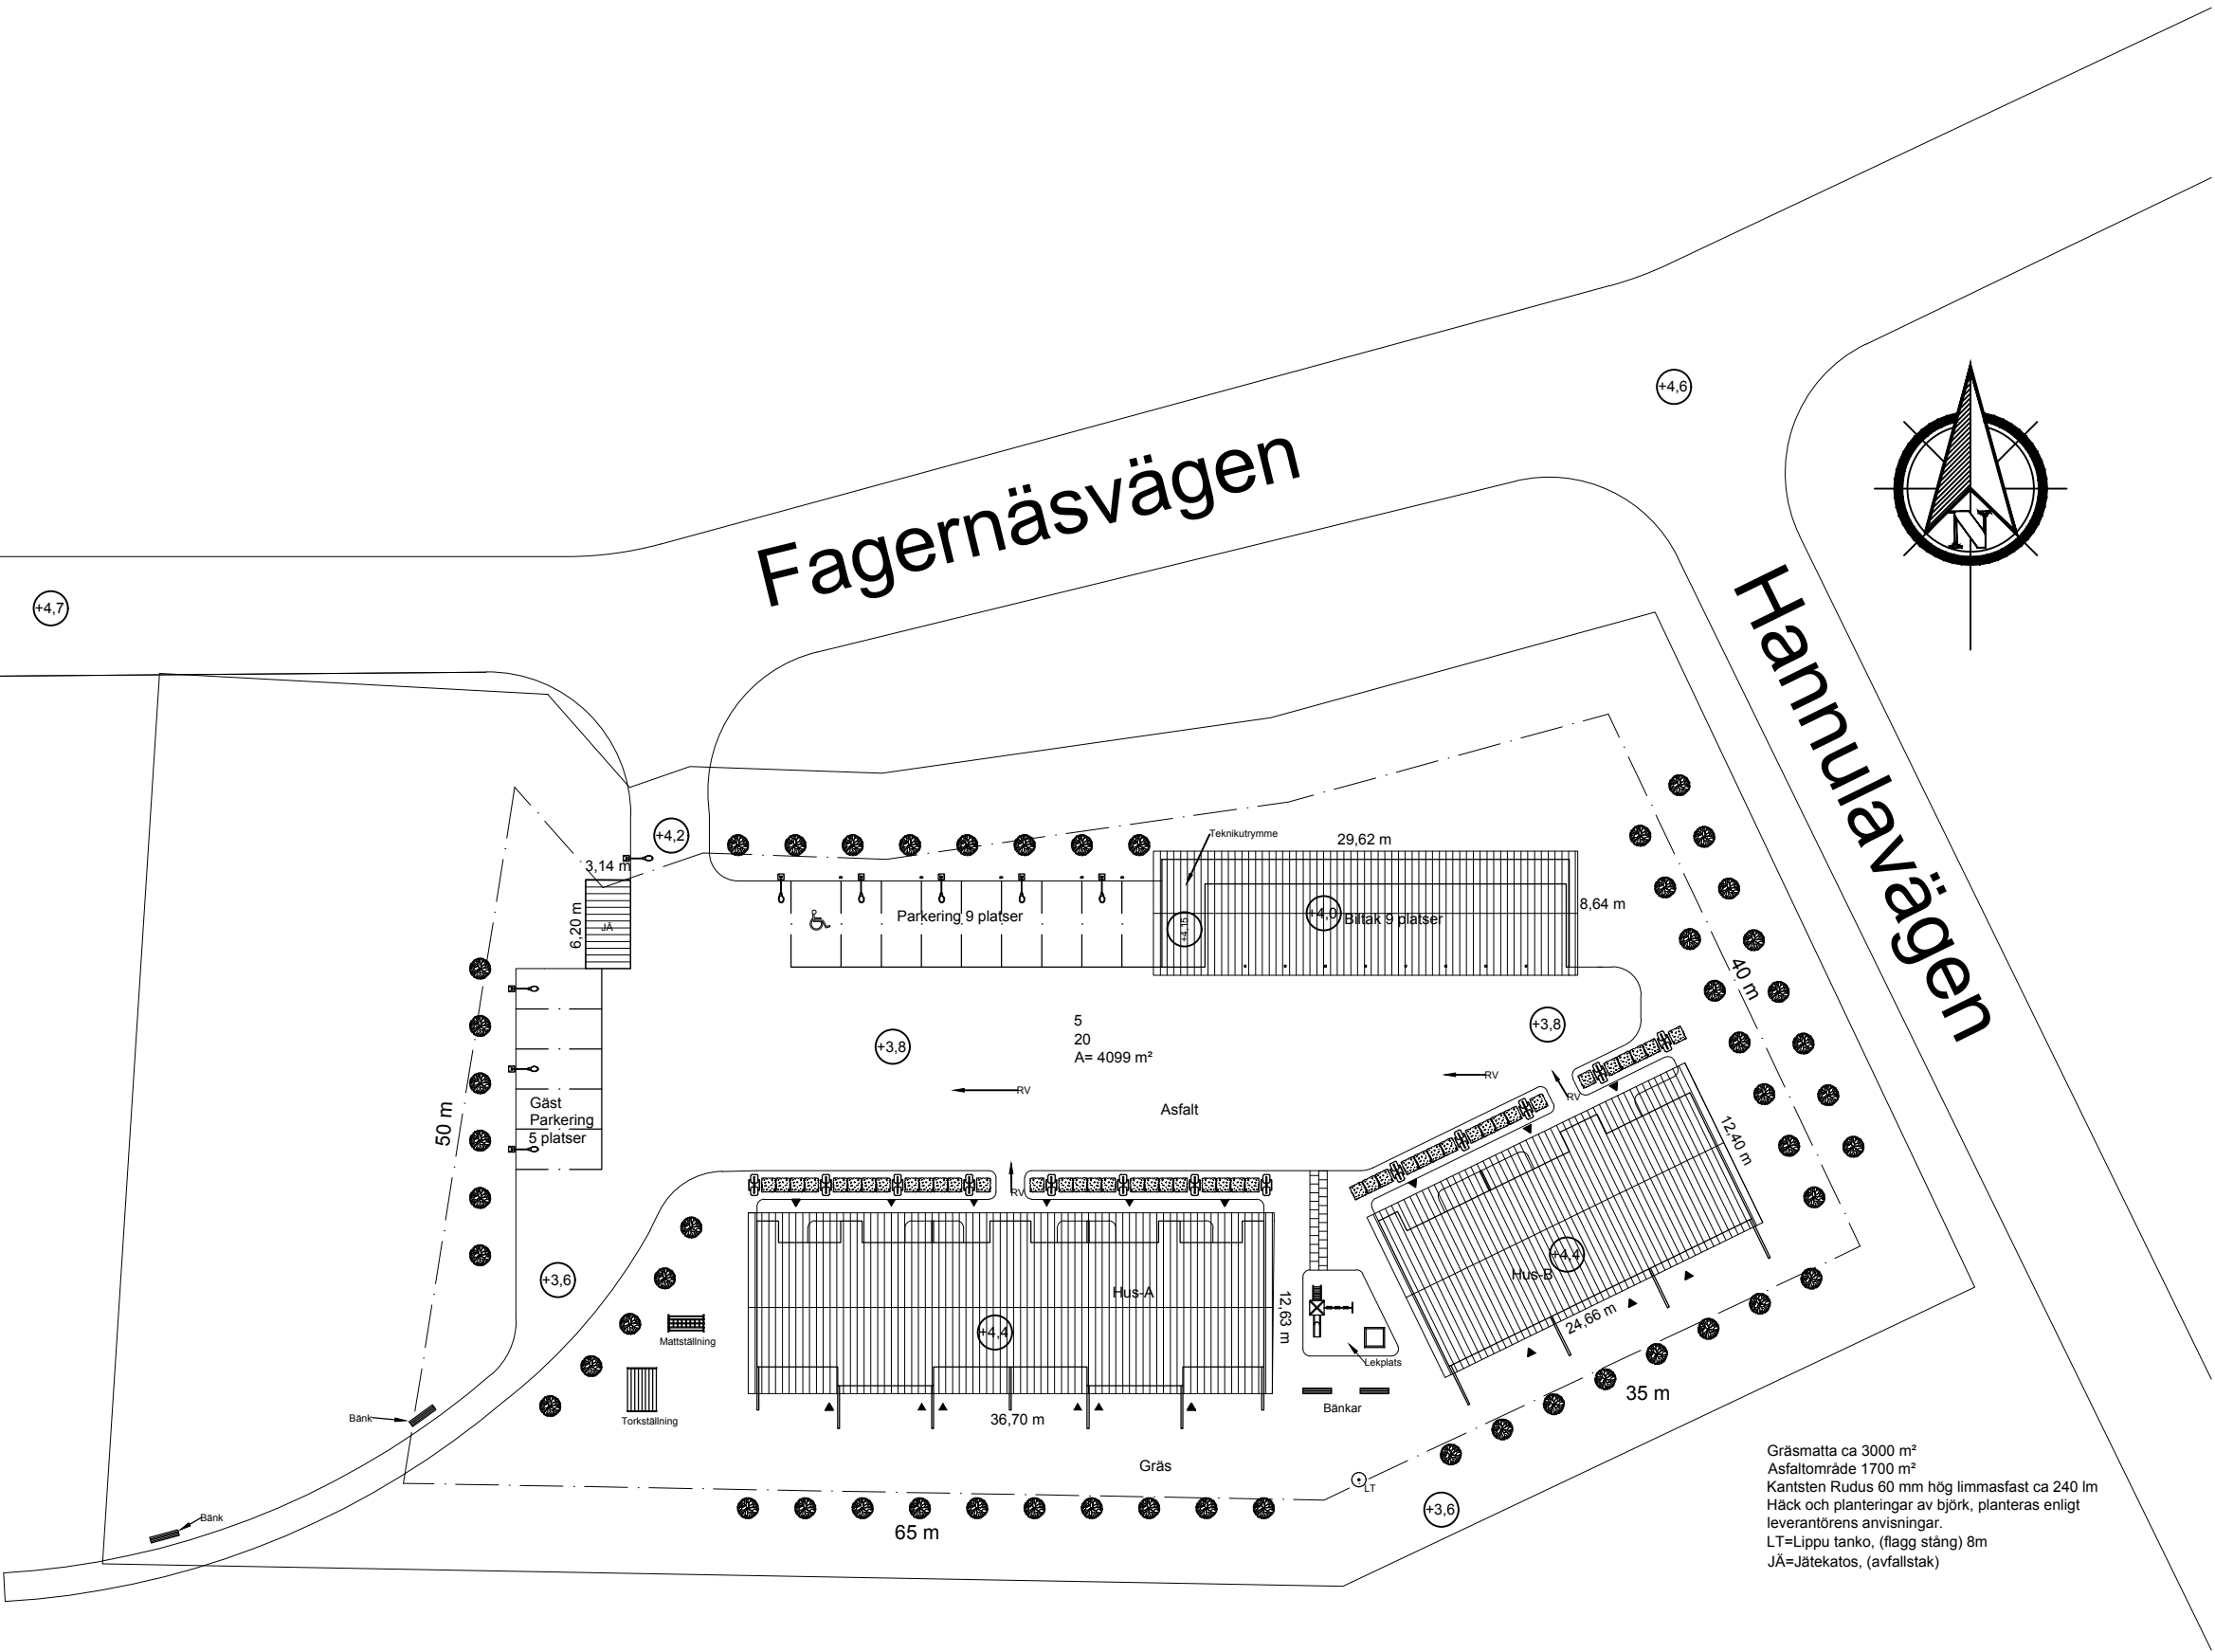 +4,6
Fagernäsvägen
N
+4,7
Hannulavägen
+4,2
3,14 m
6,20 m
JÄ
Teknikutrymme
29,62 m
8,64 m
Parkering 9 platser
+4,15
+4,0
Biltak 9 platser
40 m
5
20
A= 4099 m²
+3,8
+3,8
RV
RV
RV
RV
Asfalt
Gäst
Parkering
5 platser
50 m
12,40 m
+3,6
Hus-A
+4,4
12,63 m
36,70 m
Hus-B
+4,4
24,66 m
Mattställning
Torkställning
Lekplats
Bänkar
Bänk
Bänk
35 m
Gräs
LT
+3,6
65 m
Gräsmatta ca 3000 m²
Asfaltområde 1700 m²
Kantsten Rudus 60 mm hög limmasfast ca 240 lm
Häck och planteringar av björk, planteras enligt
leverantörens anvisningar.
LT=Lippu tanko, (flagg stång) 8m
JÄ=Jätekatos, (avfallstak)